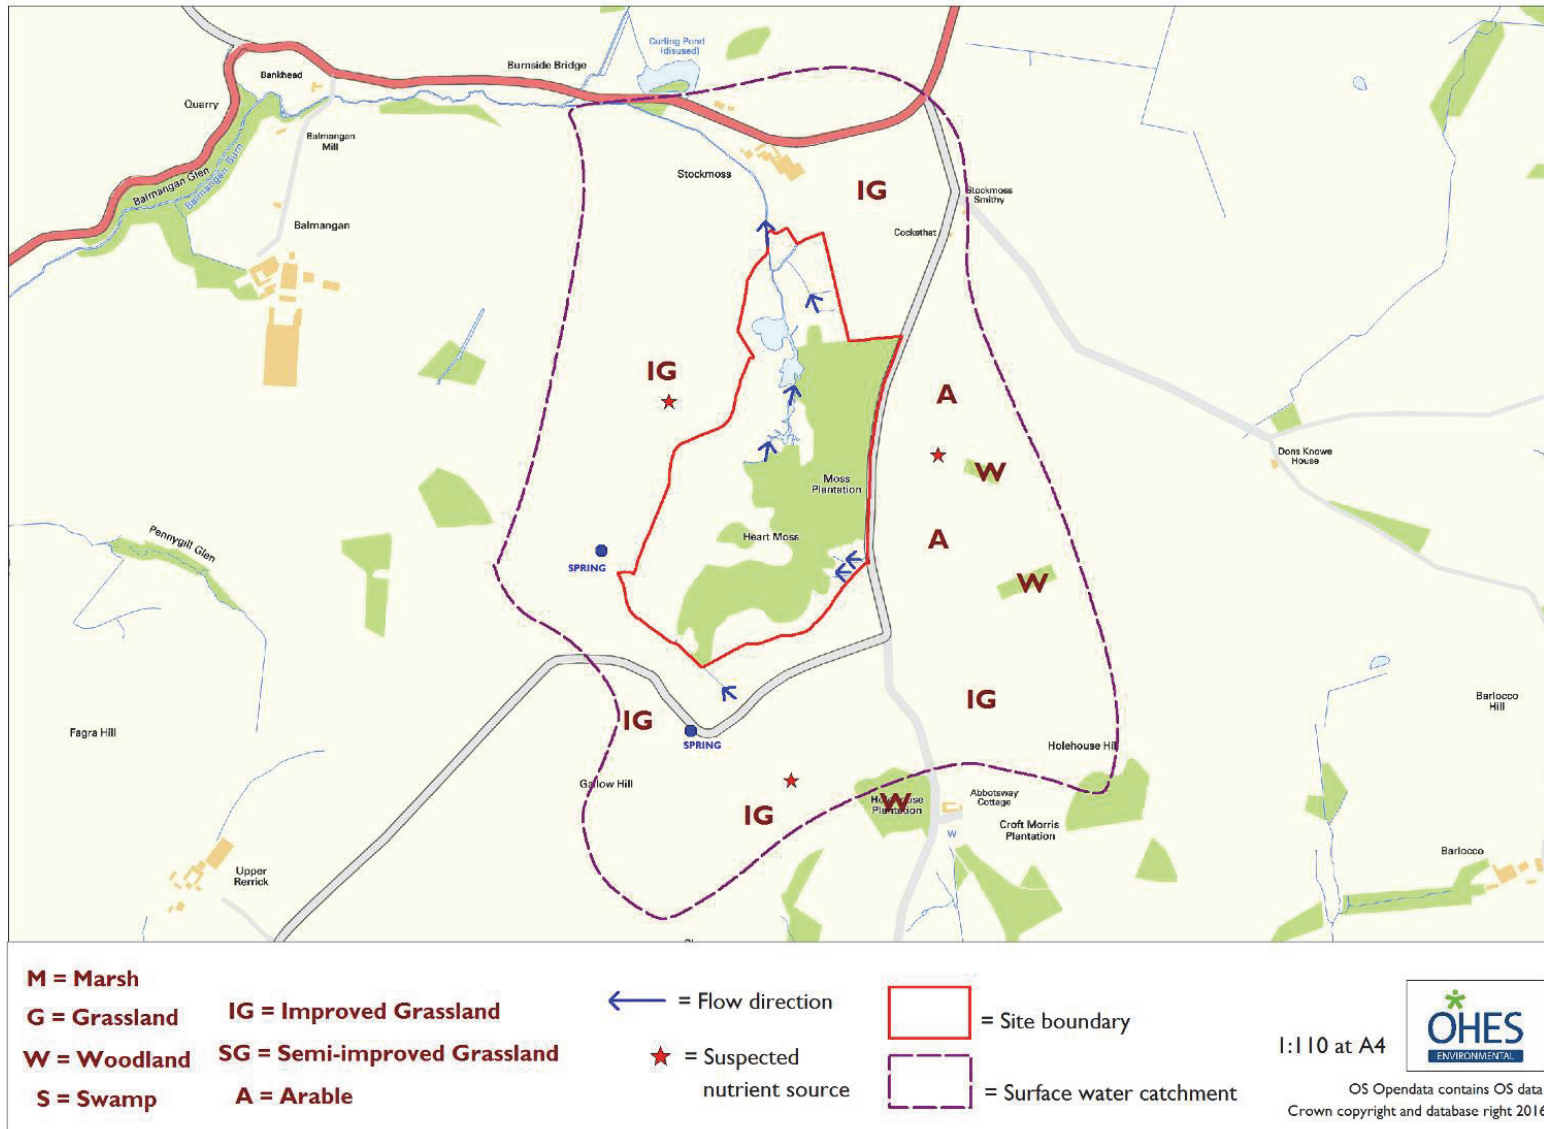 Curling Pond
(disused)
Burnside Bridge
Bankhead
Quarry
Balmangan
Mill
Balmangan Glen
Balmangan Burn
Stockmoss
IG
Stockmoss
Smithy
Balmangan
Cockethat
IG
A
Dons Knowe
House
W
Moss
Plantation
Pennygill Glen
Heart Moss
A
SPRING
W
IG
Barlocco
Hill
IG
Fagra Hill
SPRING
Holehouse Hill
Gallow Hill
Abbotsway
Cottage
W
Plantation
IG
Croft Morris
Plantation
W
Barlocco
Upper
Rerrick
M = Marsh
G = Grassland
W = Woodland
S = Swamp
IG = Improved Grassland
SG = Semi-improved Grassland
A = Arable
= Flow direction
= Suspected
nutrient source
= Site boundary
= Surface water catchment
1:110 at A4
OHES
ENVIRONMENTAL
OS Opendata contains OS data
Crown copyright and database right 2016